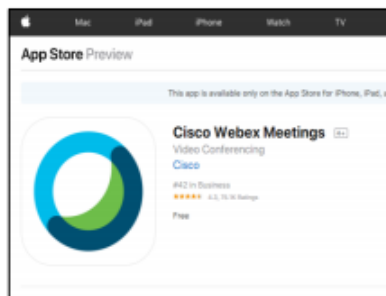 Mac iPad iPhone Watch TV
App Store Preview
This app is available only on the App Store for iPhone, iPad, a
Cisco Webex Meetings 4+
Video Conferencing
Cisco
#42 in Business
Free